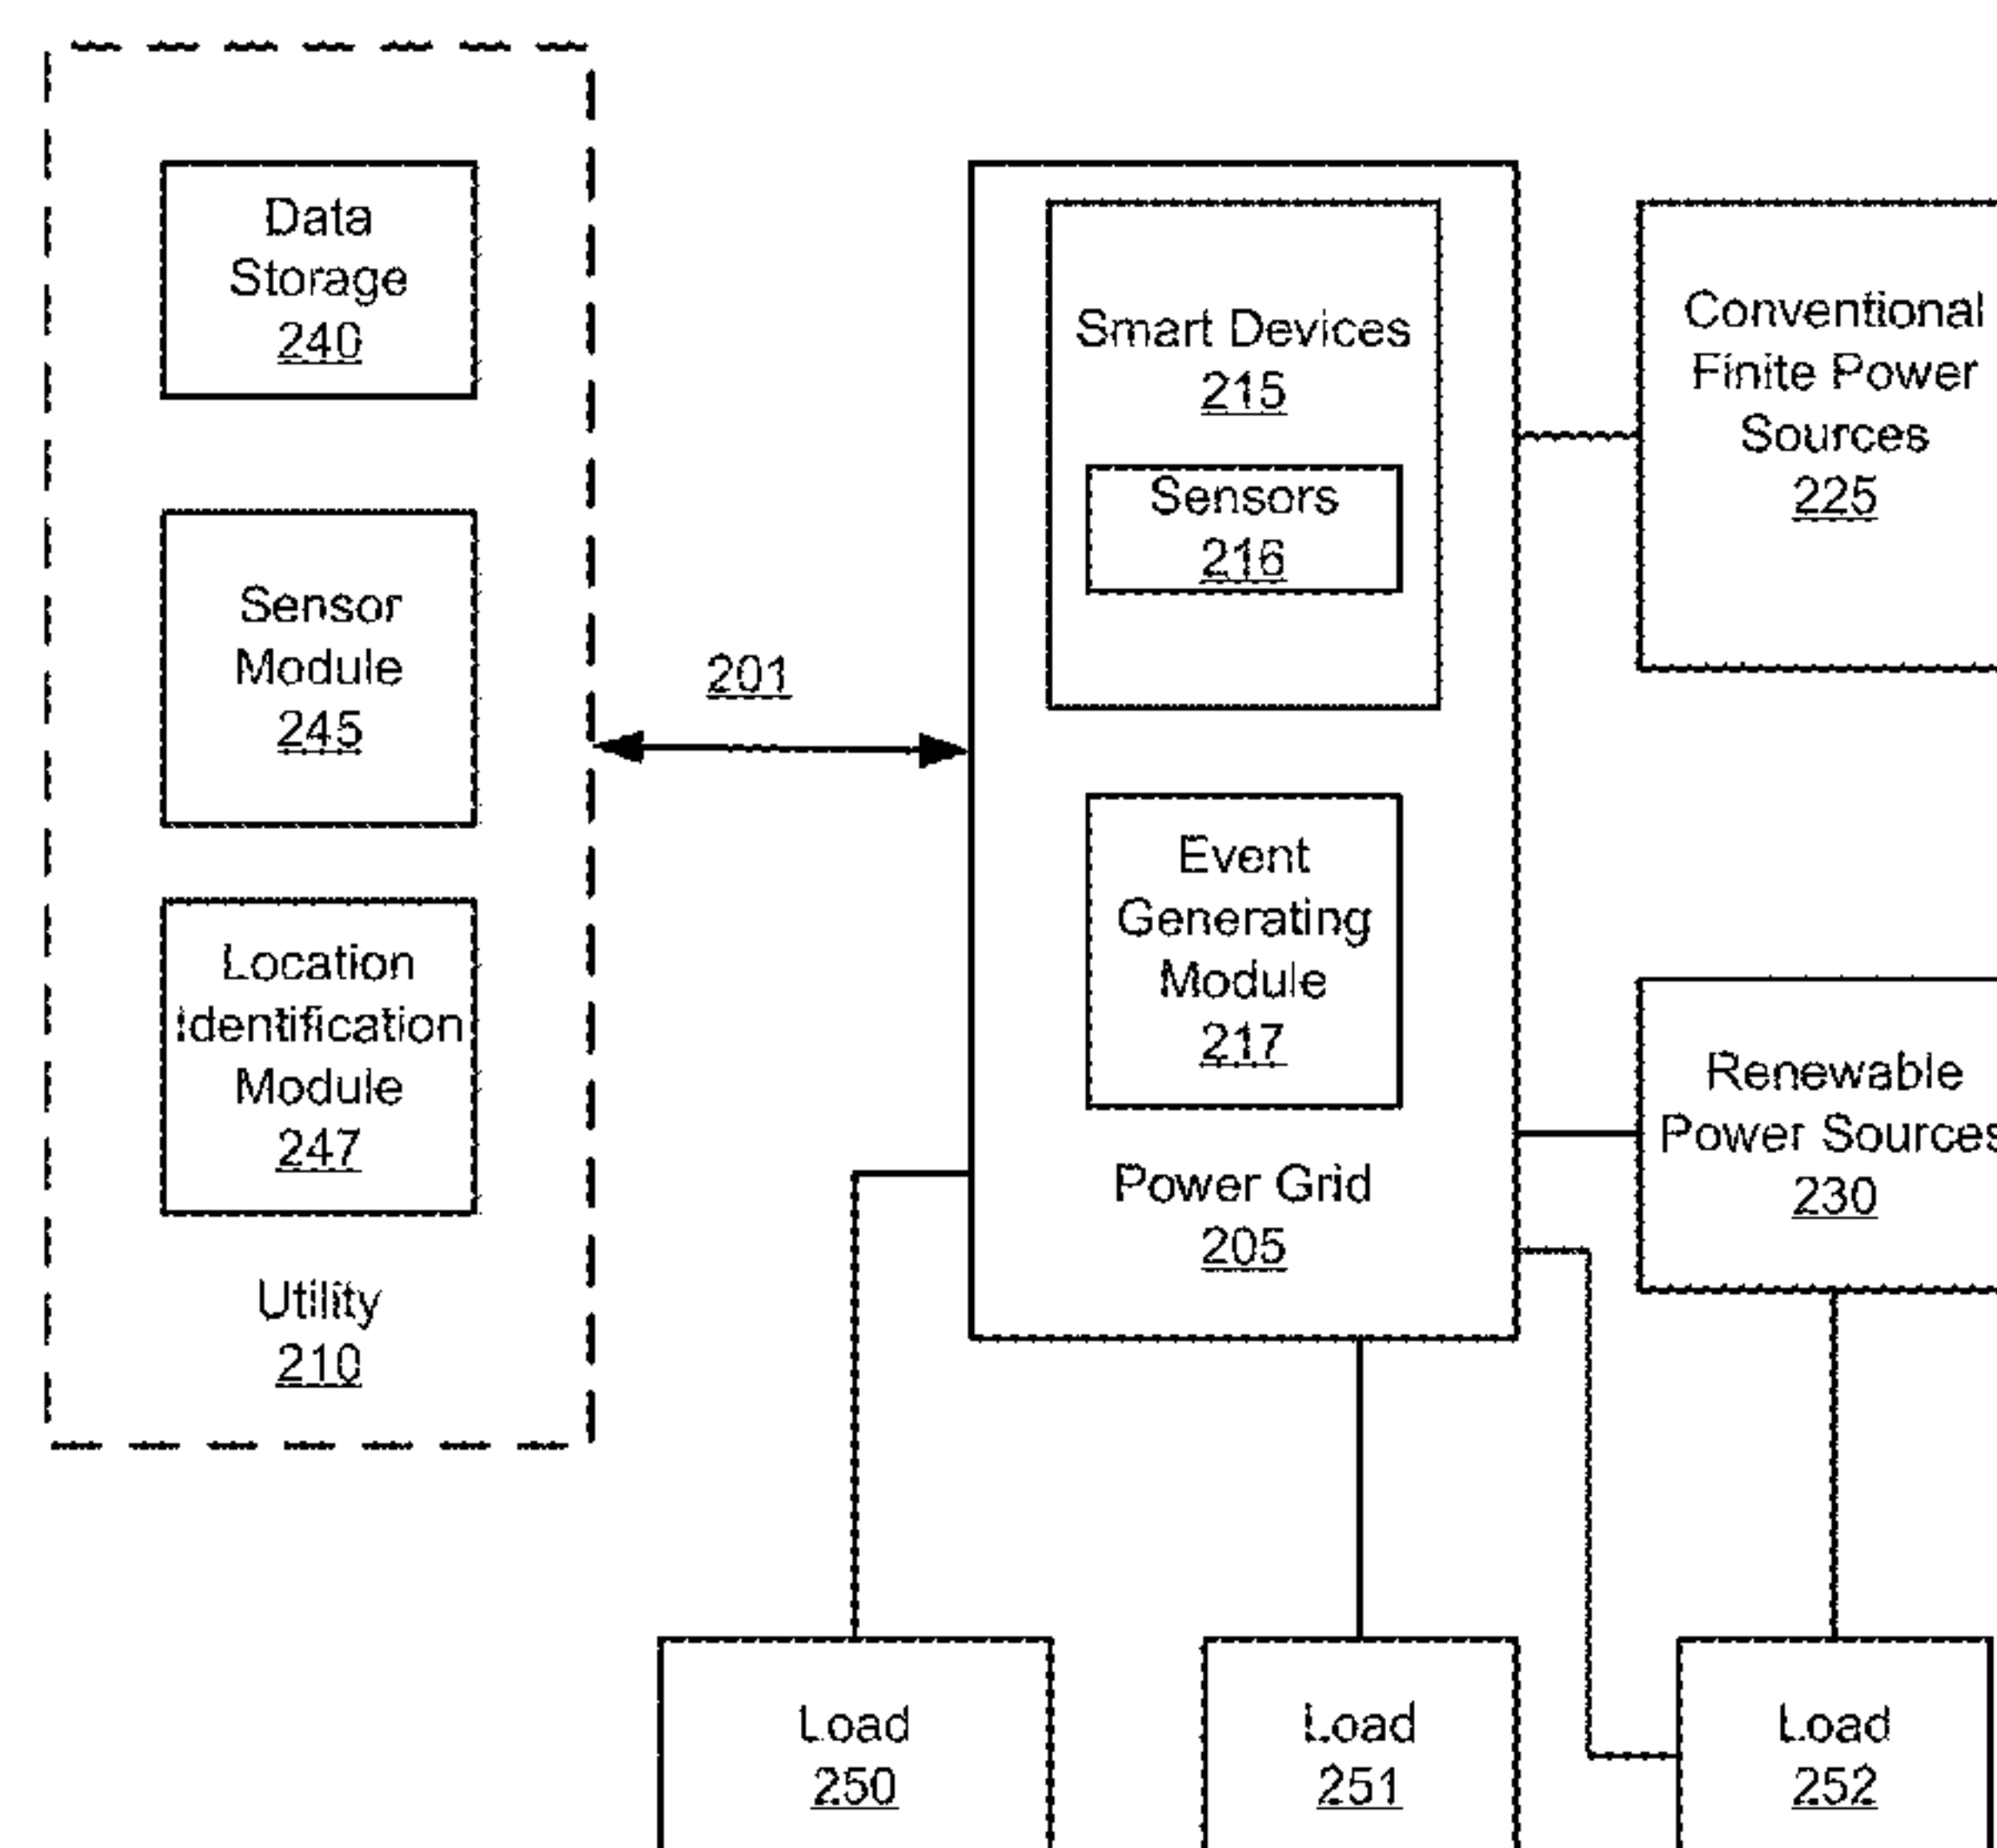 Data
Storage
240
Sensor
Module
245
Location
Identification
Module
247
Utility
210
201
Smart Devices
215
Sensors
216
Event
Generating
Module
217
Power Grid
205
Conventional
Finite Power
Sources
225
Renewable
Power Sources
230
Load
250
Load
251
Load
252